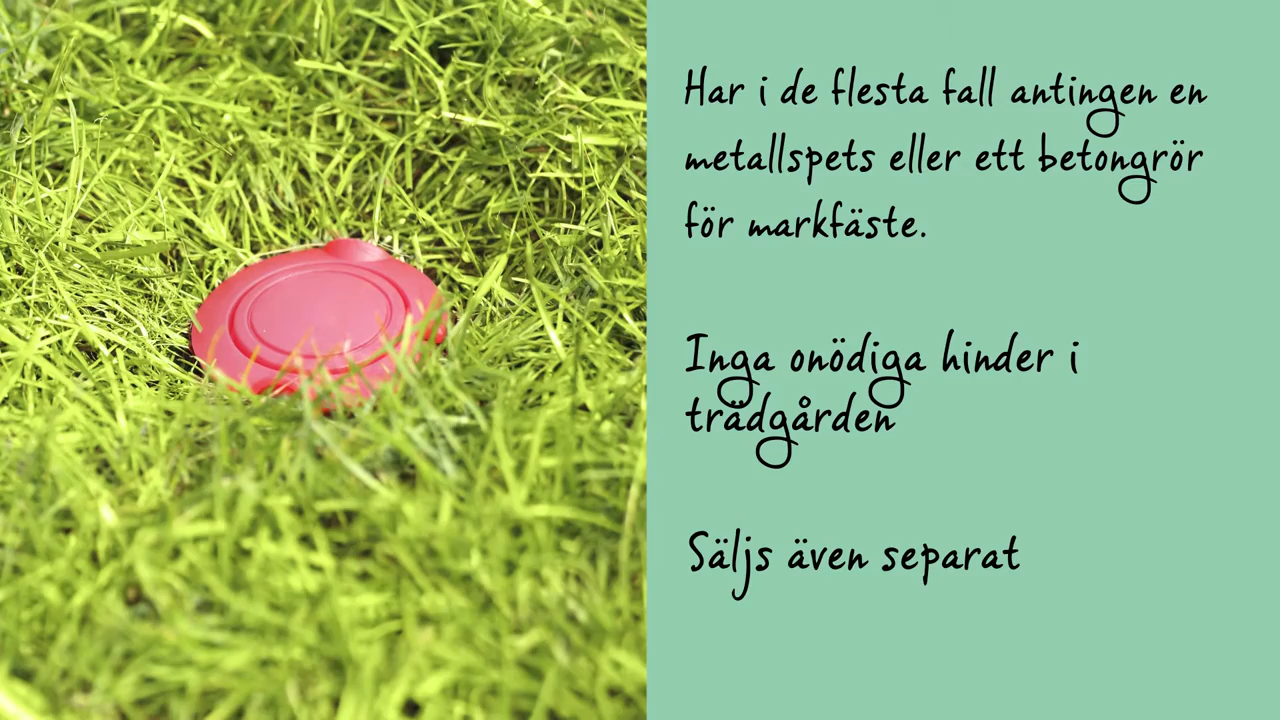 Har i de flesta fall antingen en
metallspets eller ett betongrör
för markfäste.
Inga onödiga hinder i
trädgården
Säljs även separat